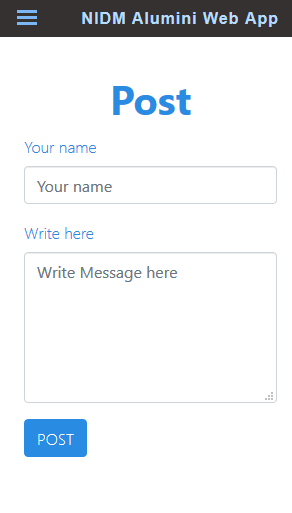 NIDM Alumini Web App
Post
Your name
Your name
Write here
Write Message here
POST